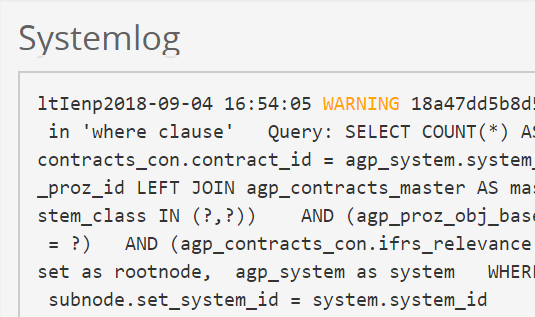 Systemlog
ltIenp2018-09-04 16:54:05 WARNING 18a47dd5b8d5
in 'where clause'   Query: SELECT COUNT(*) AS
contracts_con.contract_id = agp_system.system_
_proz_id LEFT JOIN agp_contracts_master AS mas
stem_class IN (?,?))    AND (agp_proz_obj_base
= ?)   AND (agp_contracts_con.ifrs_relevance
set as rootnode,  agp_system as system   WHERE
subnode.set_system_id = system.system_id